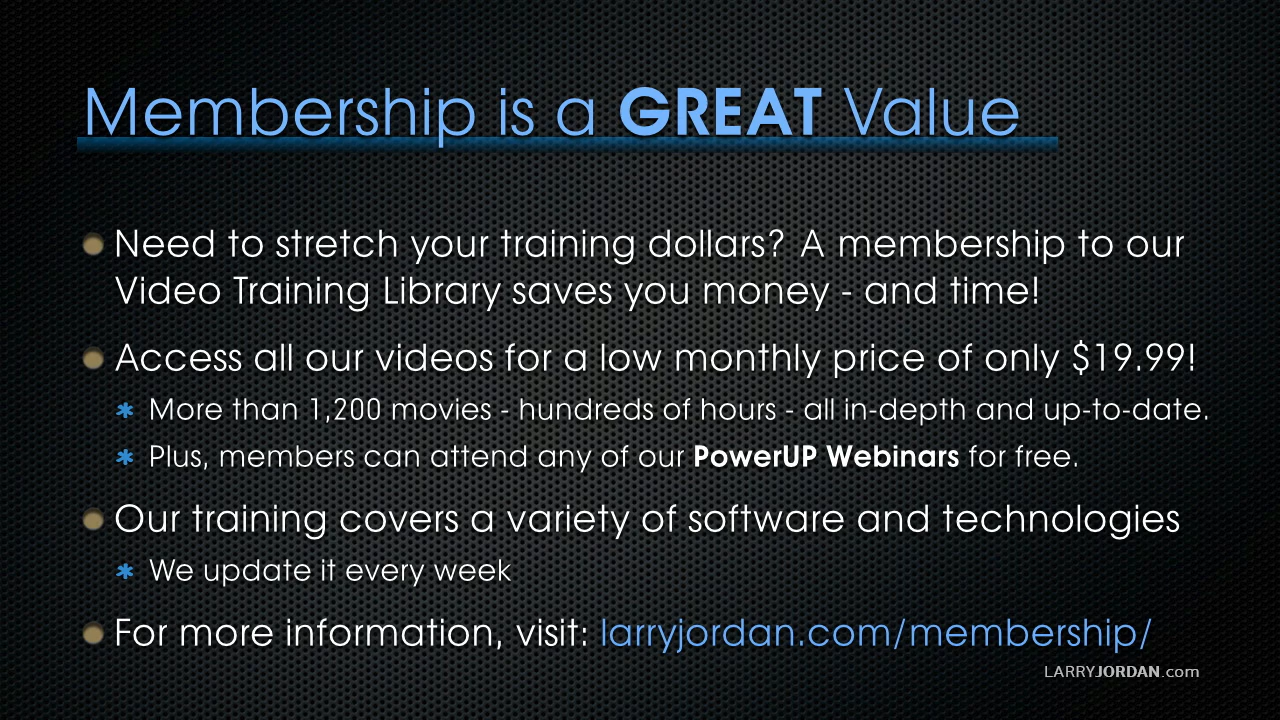 Membership is a GREAT Value
Need to stretch your training dollars? A membership to our
Video Training Library saves you money - and time!
Access all our videos for a low monthly price of only $19.99!
More than 1,200 movies - hundreds of hours - all in-depth and up-to-date.
Plus, members can attend any of our PowerUP Webinars for free.
Our training covers a variety of software and technologies
We update it every week
For more information, visit: larryjordan.com/membership/
LARRYJORDAN.com